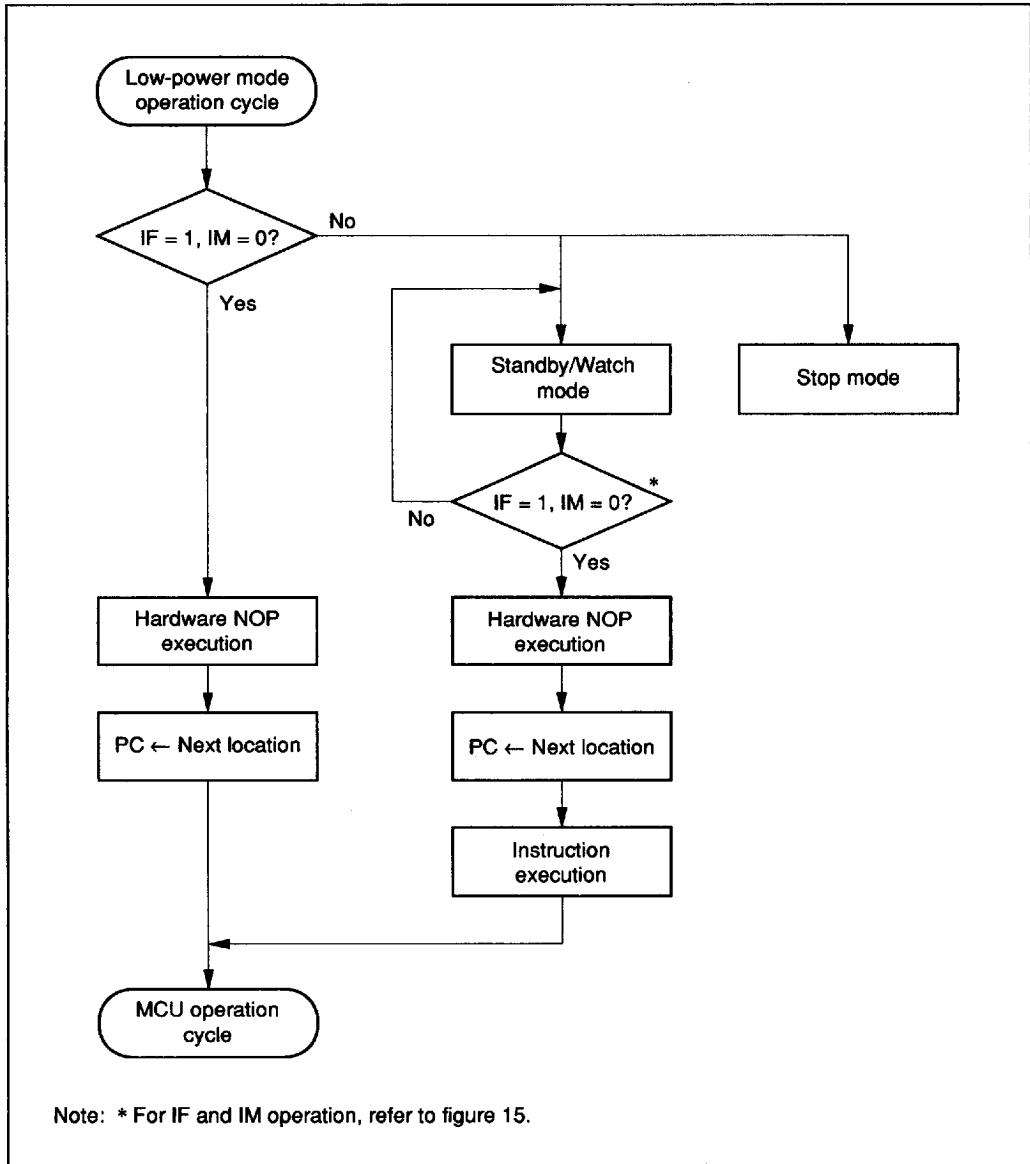 Low-power mode
operation cycle
IF = 1, IM = 0?
No
Yes
Standby/Watch
mode
Stop mode
IF = 1, IM = 0?
*
No
Yes
Hardware NOP
execution
Hardware NOP
execution
PC ← Next location
PC ← Next location
Instruction
execution
MCU operation
cycle
Note: * For IF and IM operation, refer to figure 15.